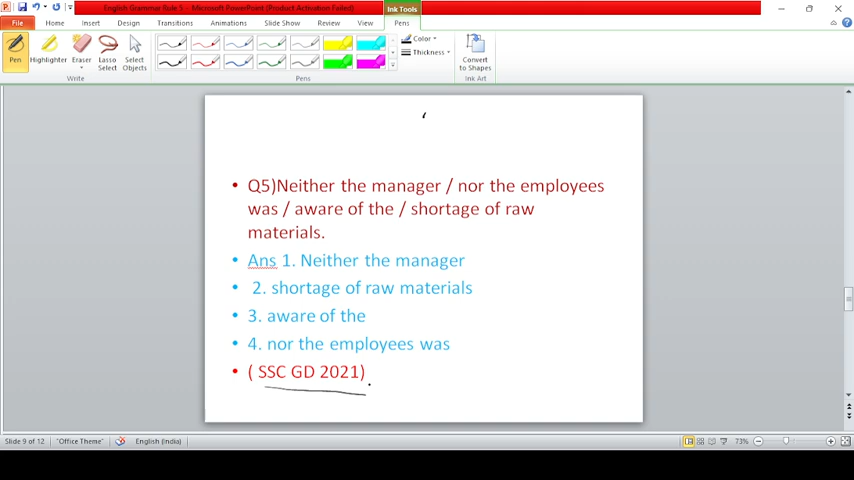 English Grammar Rule 5 - Microsoft PowerPoint (Product Activation Failed)
Ink Tools
File Home Insert Design Transitions Animations Slide Show Review View Pens
Pen Highlighter Eraser Lasso Select Select Objects
Color
Thickness
Convert to Shapes
Write Pens Ink Art
• Q5)Neither the manager / nor the employees
was / aware of the / shortage of raw
materials.
• Ans 1. Neither the manager
• 2. shortage of raw materials
• 3. aware of the
• 4. nor the employees was
• ( SSC GD 2021)
Slide 9 of 12 "Office Theme" English (India) 73%